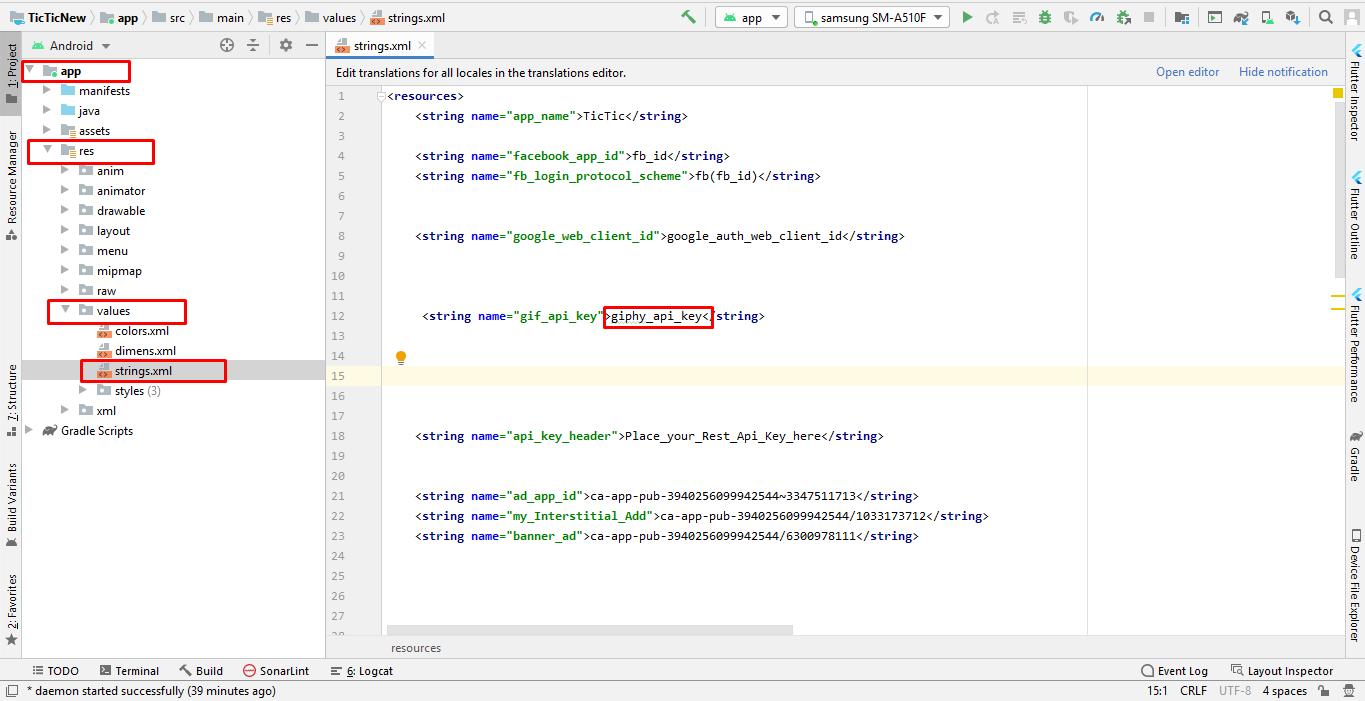 TicTicNew app src main res values strings.xml app samsung SM-A510F
1: Project
Resource Manager
7: Structure
Build Variants
2: Favorites
Android
app
manifests
java
assets
res
anim
animator
drawable
layout
menu
mipmap
raw
values
colors.xml
dimens.xml
strings.xml
styles (3)
xml
Gradle Scripts
strings.xml
Edit translations for all locales in the translations editor. Open editor Hide notification
1 <resources>
2 <string name="app_name">TicTic</string>
3
4 <string name="facebook_app_id">fb_id</string>
5 <string name="fb_login_protocol_scheme">fb(fb_id)</string>
6
7
8 <string name="google_web_client_id">google_auth_web_client_id</string>
9
10
11
12 <string name="gif_api_key">giphy_api_key</string>
13
14
15
16
17
18 <string name="api_key_header">Place_your_Rest_Api_Key_here</string>
19
20
21 <string name="ad_app_id">ca-app-pub-3940256099942544~3347511713</string>
22 <string name="my_Interstitial_Add">ca-app-pub-3940256099942544/1033173712</string>
23 <string name="banner_ad">ca-app-pub-3940256099942544/6300978111</string>
24
25
26
27
28
resources
Flutter Inspector
Flutter Outline
Flutter Performance
Gradle
Device File Explorer
TODO Terminal Build SonarLint 6: Logcat Event Log Layout Inspector
* daemon started successfully (39 minutes ago) 15:1 CRLF UTF-8 4 spaces